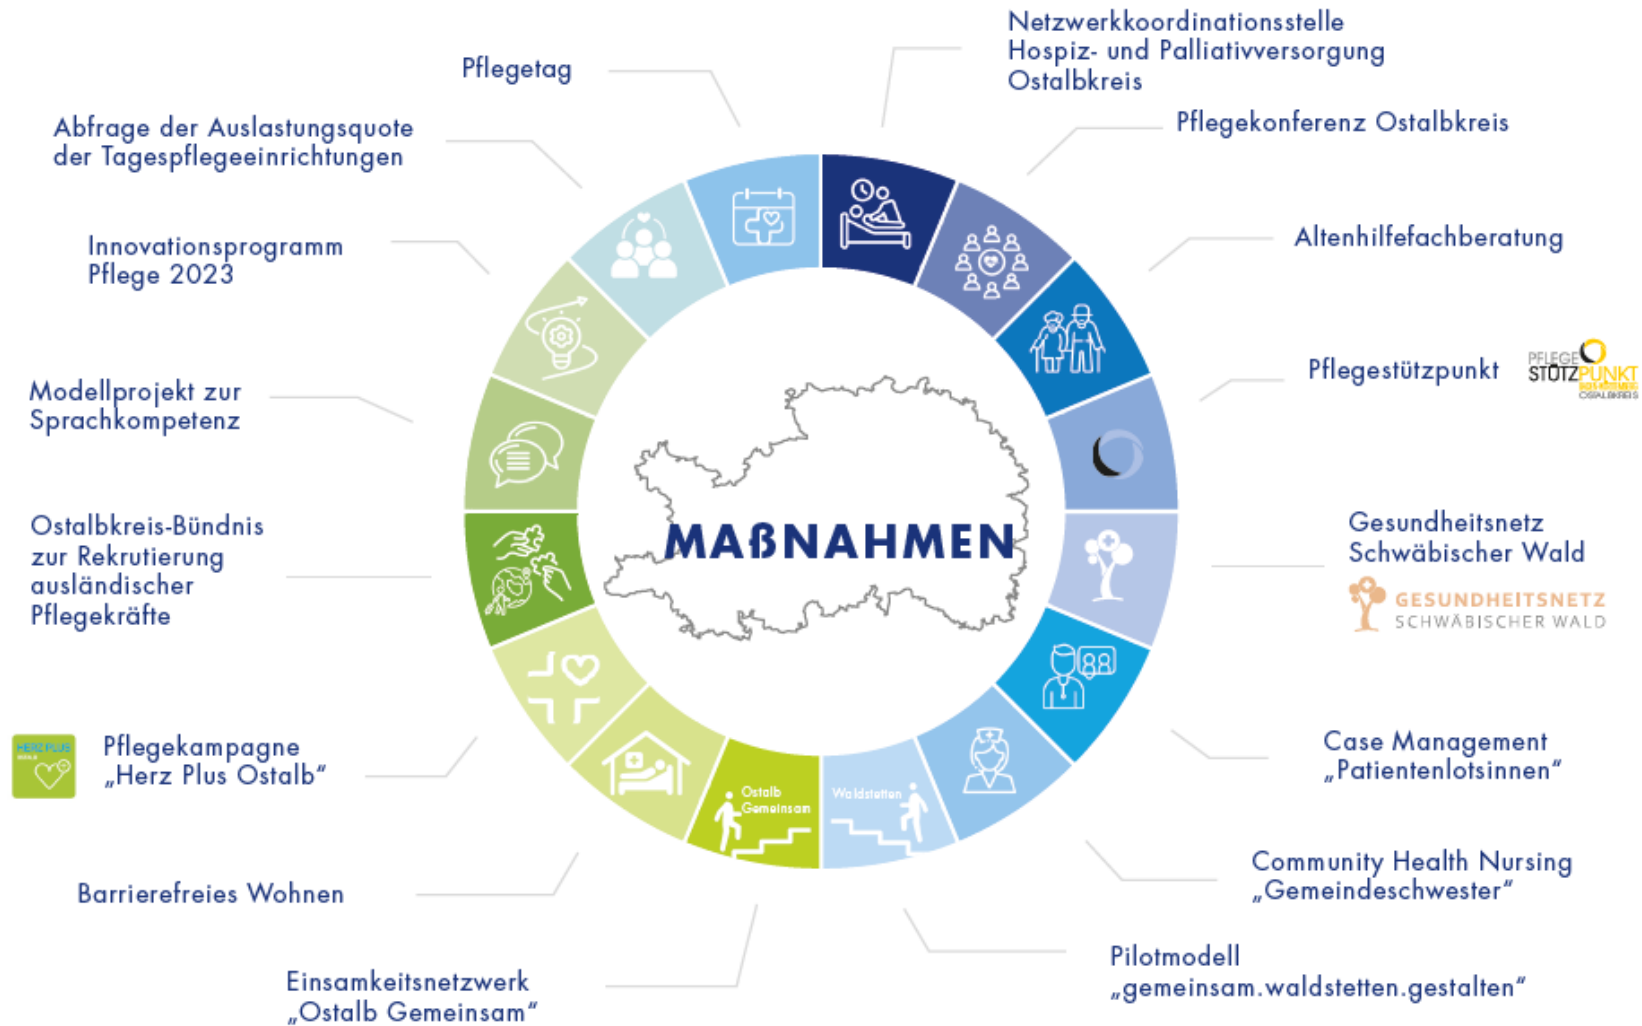 Netzwerkkoordinationsstelle
Hospiz- und Palliativversorgung
Ostalbkreis
Pflegekonferenz Ostalbkreis
Altenhilfefachberatung
Pflegestützpunkt
PFLEGE
STÜTZPUNKT
OSTALBKREIS
Gesundheitsnetz
Schwäbischer Wald
GESUNDHEITSNETZ
SCHWÄBISCHER WALD
Case Management
„Patientenlotsinnen“
Community Health Nursing
„Gemeindeschwester“
Pilotmodell
„gemeinsam.waldstetten.gestalten“
Einsamkeitsnetzwerk
„Ostalb Gemeinsam“
Barrierefreies Wohnen
Pflegekampagne
„Herz Plus Ostalb“
HERZ PLUS
Ostalbkreis-Bündnis
zur Rekrutierung
ausländischer
Pflegekräfte
Modellprojekt zur
Sprachkompetenz
Innovationsprogramm
Pflege 2023
Abfrage der Auslastungsquote
der Tagespflegeeinrichtungen
Pflegetag
MAßNAHMEN
Ostalb
Gemeinsam
Waldstetten